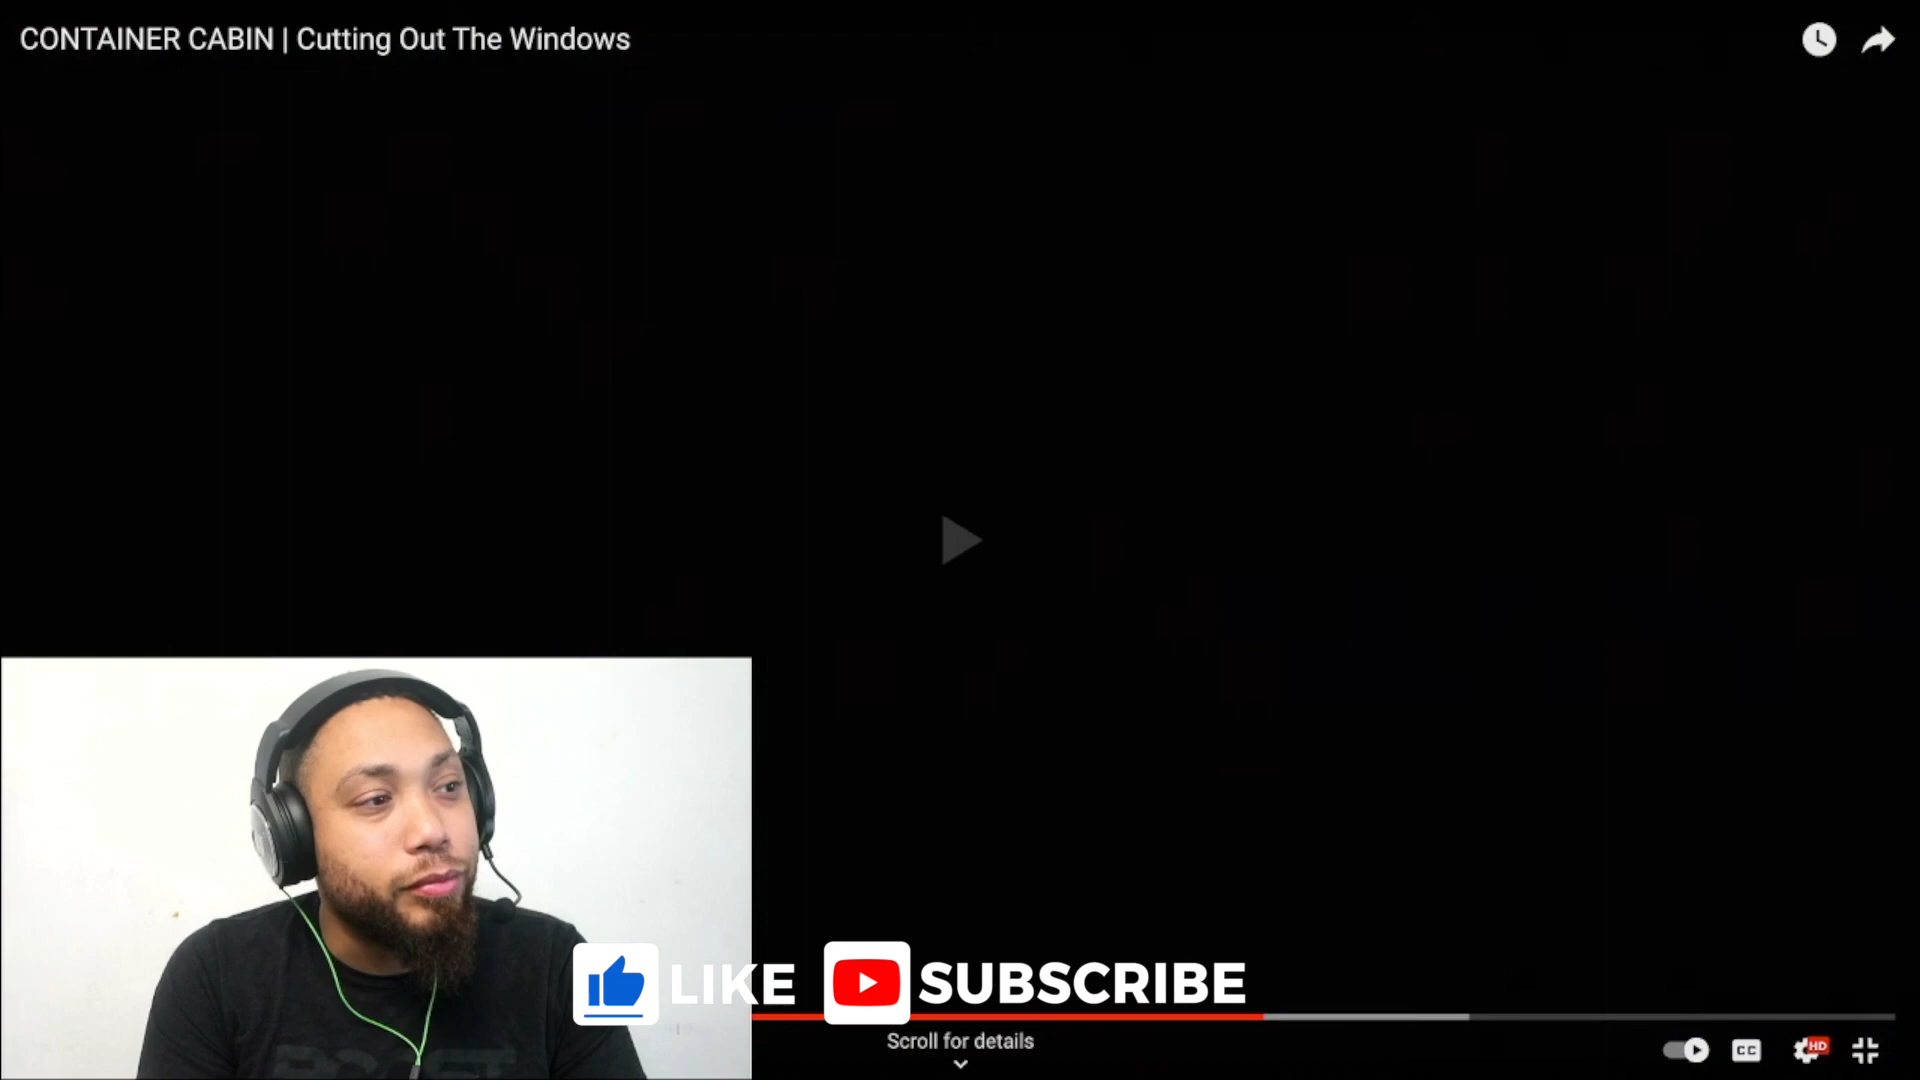 CONTAINER CABIN | Cutting Out The Windows
LIKE SUBSCRIBE
Scroll for details
CC
HD